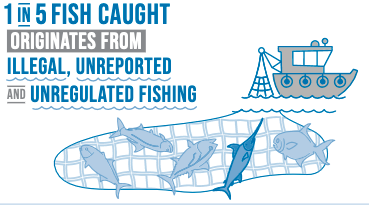 1 IN 5 FISH CAUGHT
ORIGINATES FROM
ILLEGAL, UNREPORTED
AND UNREGULATED FISHING